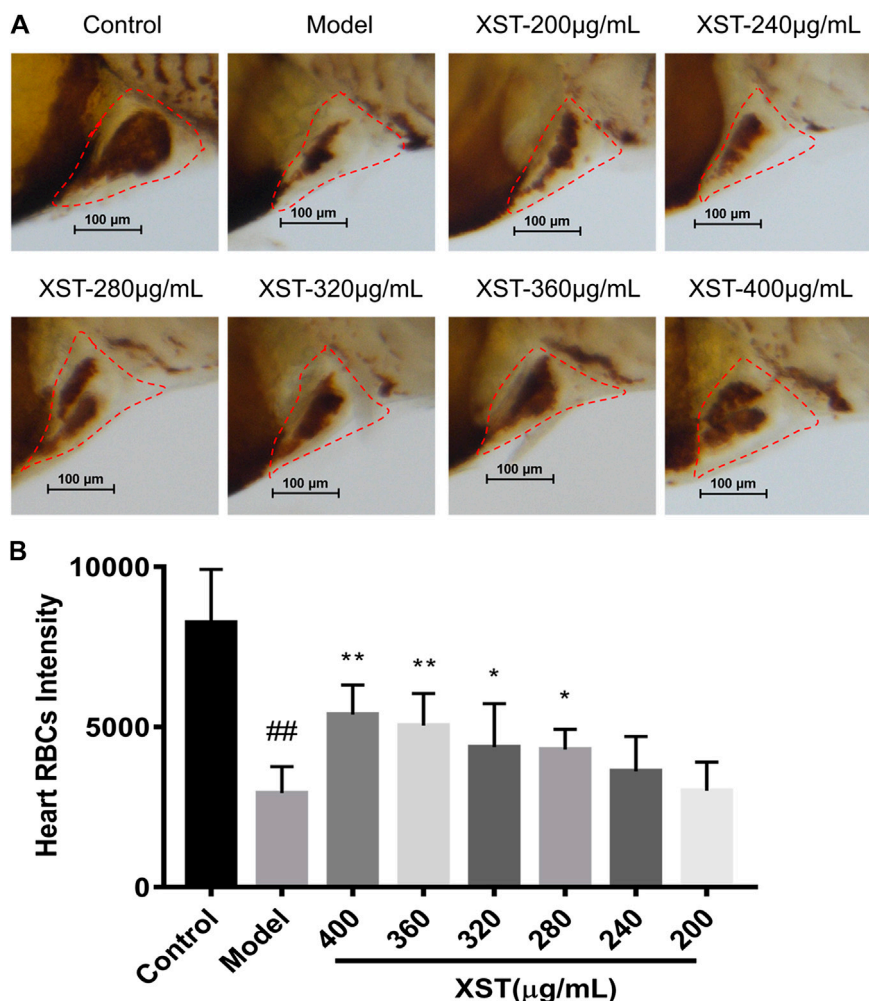 A
Control Model XST-200μg/mL XST-240μg/mL
100 μm 100 μm 100 μm 100 μm
XST-280μg/mL XST-320μg/mL XST-360μg/mL XST-400μg/mL
100 μm 100 μm 100 μm 100 μm
B
Heart RBCs Intensity
10000
5000
0
##
**
**
*
*
Control Model 400 360 320 280 240 200
XST(μg/mL)